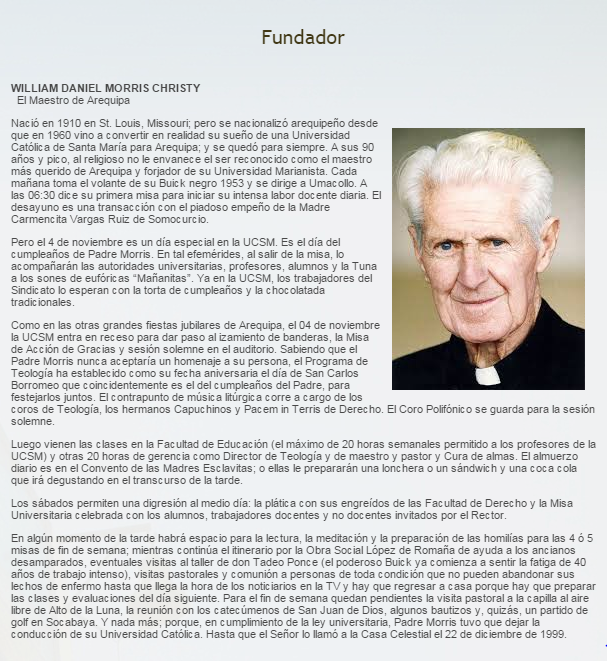 Fundador
WILLIAM DANIEL MORRIS CHRISTY
El Maestro de Arequipa
Nació en 1910 en St. Louis, Missouri; pero se nacionalizó arequipeño desde
que en 1960 vino a convertir en realidad su sueño de una Universidad
Católica de Santa María para Arequipa; y se quedó para siempre. A sus 90
años y pico, al religioso no le envanece el ser reconocido como el maestro
más querido de Arequipa y forjador de su Universidad Marianista. Cada
mañana toma el volante de su Buick negro 1953 y se dirige a Umacollo. A
las 06:30 dice su primera misa para iniciar su intensa labor docente diaria. El
desayuno es una transacción con el piadoso empeño de la Madre
Carmencita Vargas Ruiz de Somocurcio.
Pero el 4 de noviembre es un día especial en la UCSM. Es el día del
cumpleaños de Padre Morris. En tal efemérides, al salir de la misa, lo
acompañarán las autoridades universitarias, profesores, alumnos y la Tuna
a los sones de eufóricas “Mañanitas”. Ya en la UCSM, los trabajadores del
Sindicato lo esperan con la torta de cumpleaños y la chocolatada
tradicionales.
Como en las otras grandes fiestas jubilares de Arequipa, el 04 de noviembre
la UCSM entra en receso para dar paso al izamiento de banderas, la Misa
de Acción de Gracias y sesión solemne en el auditorio. Sabiendo que el
Padre Morris nunca aceptaría un homenaje a su persona, el Programa de
Teología ha establecido como su fecha aniversaria el día de San Carlos
Borromeo que coincidentemente es el del cumpleaños del Padre, para
festejarlos juntos. El contrapunto de música litúrgica corre a cargo de los
coros de Teología, los hermanos Capuchinos y Pacem in Terris de Derecho. El Coro Polifónico se guarda para la sesión
solemne.
Luego vienen las clases en la Facultad de Educación (el máximo de 20 horas semanales permitido a los profesores de la
UCSM) y otras 20 horas de gerencia como Director de Teología y de maestro y pastor y Cura de almas. El almuerzo
diario es en el Convento de las Madres Esclavitas; o ellas le prepararán una lonchera o un sándwich y una coca cola
que irá degustando en el transcurso de la tarde.
Los sábados permiten una digresión al medio día: la plática con sus engreídos de las Facultad de Derecho y la Misa
Universitaria celebrada con los alumnos, trabajadores docentes y no docentes invitados por el Rector.
En algún momento de la tarde habrá espacio para la lectura, la meditación y la preparación de las homilías para las 4 ó 5
misas de fin de semana; mientras continúa el itinerario por la Obra Social López de Romaña de ayuda a los ancianos
desamparados, eventuales visitas al taller de don Tadeo Ponce (el poderoso Buick ya comienza a sentir la fatiga de 40
años de trabajo intenso), visitas pastorales y comunión a personas de toda condición que no pueden abandonar sus
lechos de enfermo hasta que llega la hora de los noticiarios en la TV y hay que regresar a casa porque hay que preparar
las clases y evaluaciones del día siguiente. Para el fin de semana quedan pendientes la visita pastoral a la capilla al aire
libre de Alto de la Luna, la reunión con los catecúmenos de San Juan de Dios, algunos bautizos y, quizás, un partido de
golf en Socabaya. Y nada más; porque, en cumplimiento de la ley universitaria, Padre Morris tuvo que dejar la
conducción de su Universidad Católica. Hasta que el Señor lo llamó a la Casa Celestial el 22 de diciembre de 1999.